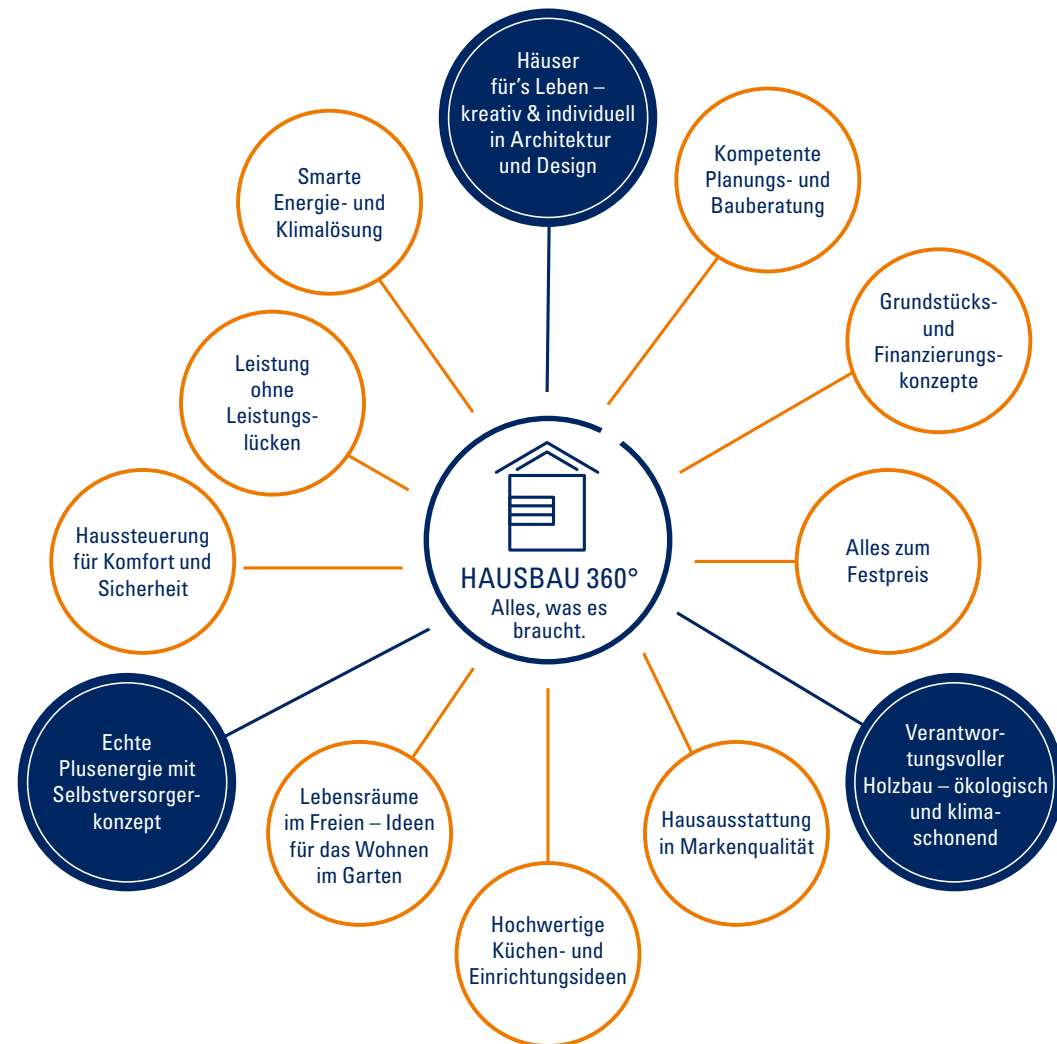 Häuser
für's Leben –
kreativ & individuell
in Architektur
und Design
Kompetente
Planungs- und
Bauberatung
Grundstücks-
und
Finanzierungs-
konzepte
Alles zum
Festpreis
Verantwor-
tungsvoller
Holzbau – ökologisch
und klima-
schonend
Hausausstattung
in Markenqualität
Hochwertige
Küchen- und
Einrichtungsideen
Lebensräume
im Freien – Ideen
für das Wohnen
im Garten
Echte
Plusenergie mit
Selbstversorger-
konzept
Haussteuerung
für Komfort und
Sicherheit
Leistung
ohne
Leistungs-
lücken
Smarte
Energie- und
Klimalösung
HAUSBAU 360°
Alles, was es
braucht.